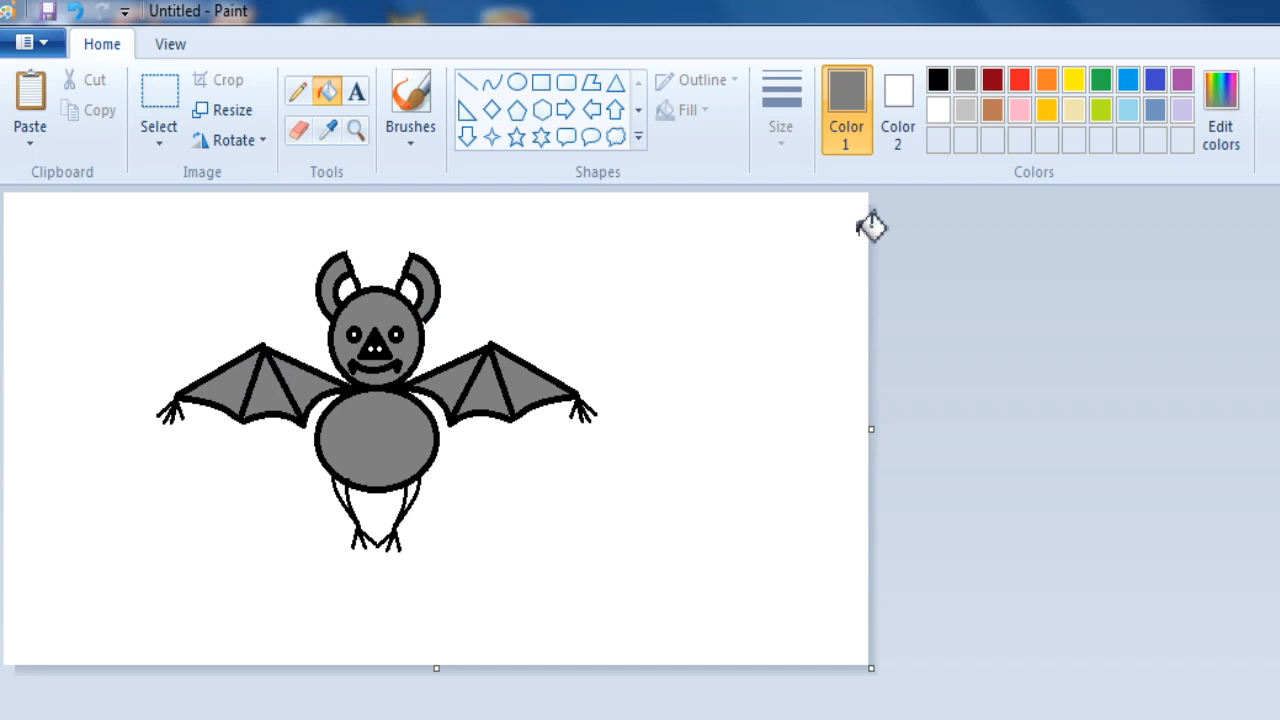 Untitled - Paint
Home View
Paste
Cut
Copy
Clipboard
Select
Crop
Resize
Rotate
Image
A
Tools
Brushes
Shapes
Outline
Fill
Size
Color 1
Color 2
Edit colors
Colors